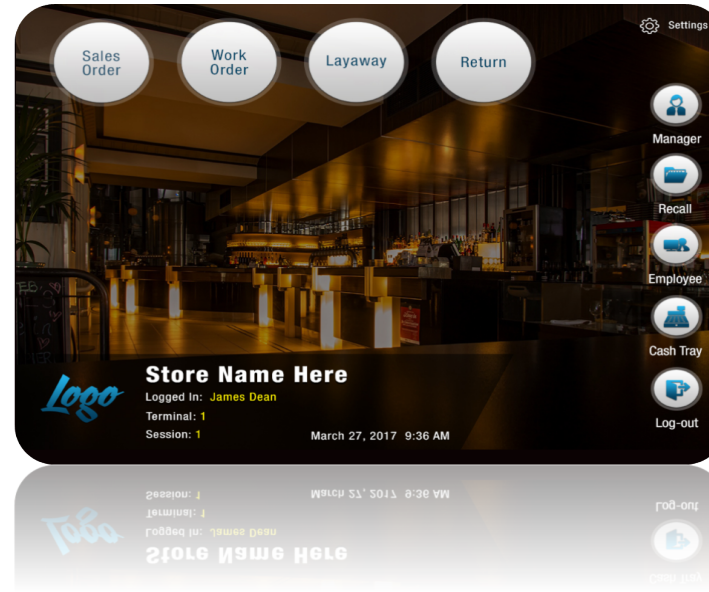 Settings
Sales
Order
Work
Order
Layaway
Return
Manager
Recall
Employee
Cash Tray
Log-out
Logo
Store Name Here
Logged In: James Dean
Terminal: 1
Session: 1
March 27, 2017 9:36 AM